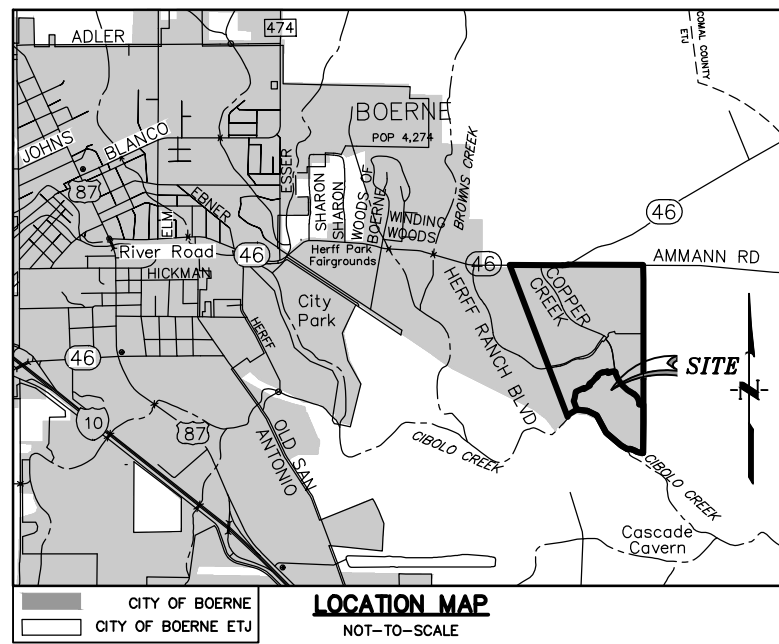 ADLER
474
COMAL COUNTY
ETJ
BOERNE
POP 4,274
JOHNS
BLANCO
87
EBNER
ELM
ESSER
SHARON
SHARON
WOODS OF
BOERNE
WINDING
WOODS
BROWNS CREEK
46
River Road
HICKMAN
46
Herff Park
Fairgrounds
46
AMMANN RD
City
Park
HERFF
HERFF RANCH BLVD
COPPER
CREEK
SITE
N
46
10
87
OLD SAN
ANTONIO
CIBOLO CREEK
CIBOLO CREEK
Cascade
Cavern
CITY OF BOERNE
CITY OF BOERNE ETJ
LOCATION MAP
NOT-TO-SCALE